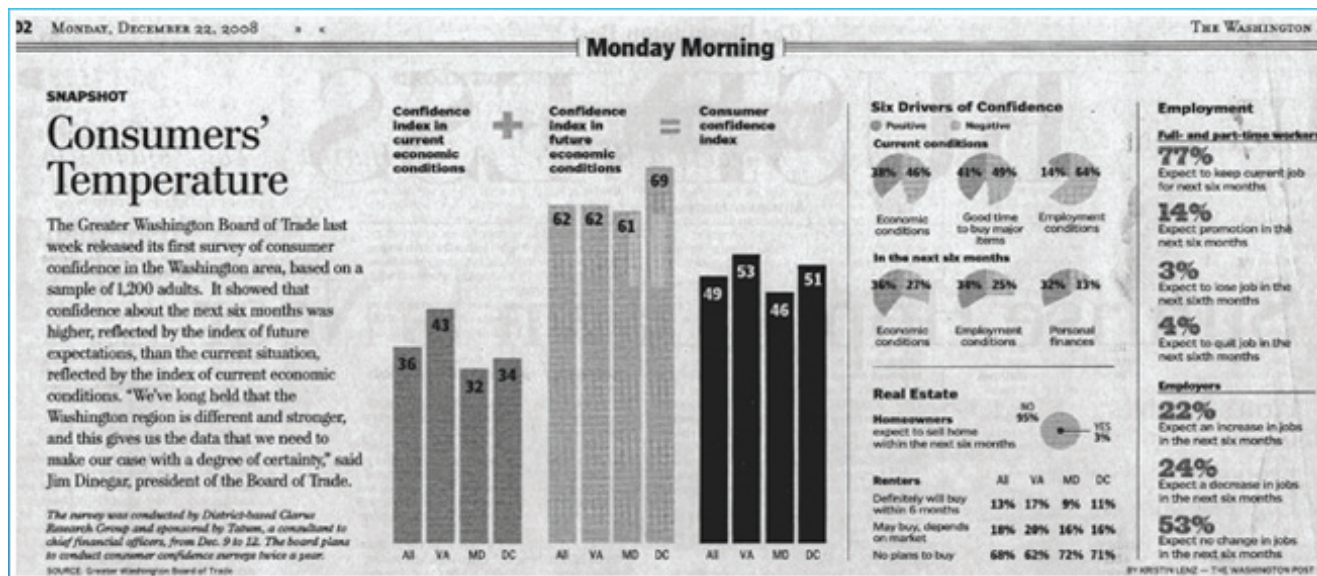 02 MONDAY, DECEMBER 22, 2008
THE WASHINGTON
Monday Morning
SNAPSHOT
Consumers'
Temperature
The Greater Washington Board of Trade last
week released its first survey of consumer
confidence in the Washington area, based on a
sample of 1,200 adults. It showed that
confidence about the next six months was
higher, reflected by the index of future
expectations, than the current situation,
reflected by the index of current economic
conditions. "We've long held that the
Washington region is different and stronger,
and this gives us the data that we need to
make our case with a degree of certainty," said
Jim Dinegar, president of the Board of Trade.
The survey was conducted by District-based Clarus
Research Group and sponsored by Tatum, a consultant to
chief financial officers, from Dec. 9 to 12. The board plans
to conduct consumer confidence surveys twice a year.
SOURCE: Greater Washington Board of Trade
Confidence
index in
current
economic
conditions
+
Confidence
index in
future
economic
conditions
=
Consumer
confidence
index
36 43 32 34
All VA MD DC
62 62 61 69
All VA MD DC
49 53 46 51
All VA MD DC
Six Drivers of Confidence
Positive Negative
Current conditions
38% 46% 41% 49% 14% 64%
Economic
conditions
Good time
to buy major
items
Employment
conditions
In the next six months
36% 27% 38% 25% 32% 13%
Economic
conditions
Employment
conditions
Personal
finances
Real Estate
Homeowners
expect to sell home
within the next six months
NO
95%
YES
3%
Renters All VA MD DC
Definitely will buy
within 6 months 13% 17% 9% 11%
May buy, depends
on market 18% 20% 16% 16%
No plans to buy 68% 62% 72% 71%
Employment
Full- and part-time workers
77%
Expect to keep current job
for next six months
14%
Expect promotion in the
next six months
3%
Expect to lose job in the
next sixth months
4%
Expect to quit job in the
next sixth months
Employers
22%
Expect an increase in jobs
in the next six months
24%
Expect a decrease in jobs
in the next six months
53%
Expect no change in jobs
in the next six months
BY KRISTIN LENZ — THE WASHINGTON POST